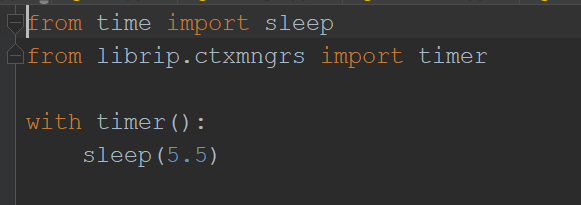 from time import sleep
from librip.ctxmngrs import timer
with timer():
    sleep(5.5)